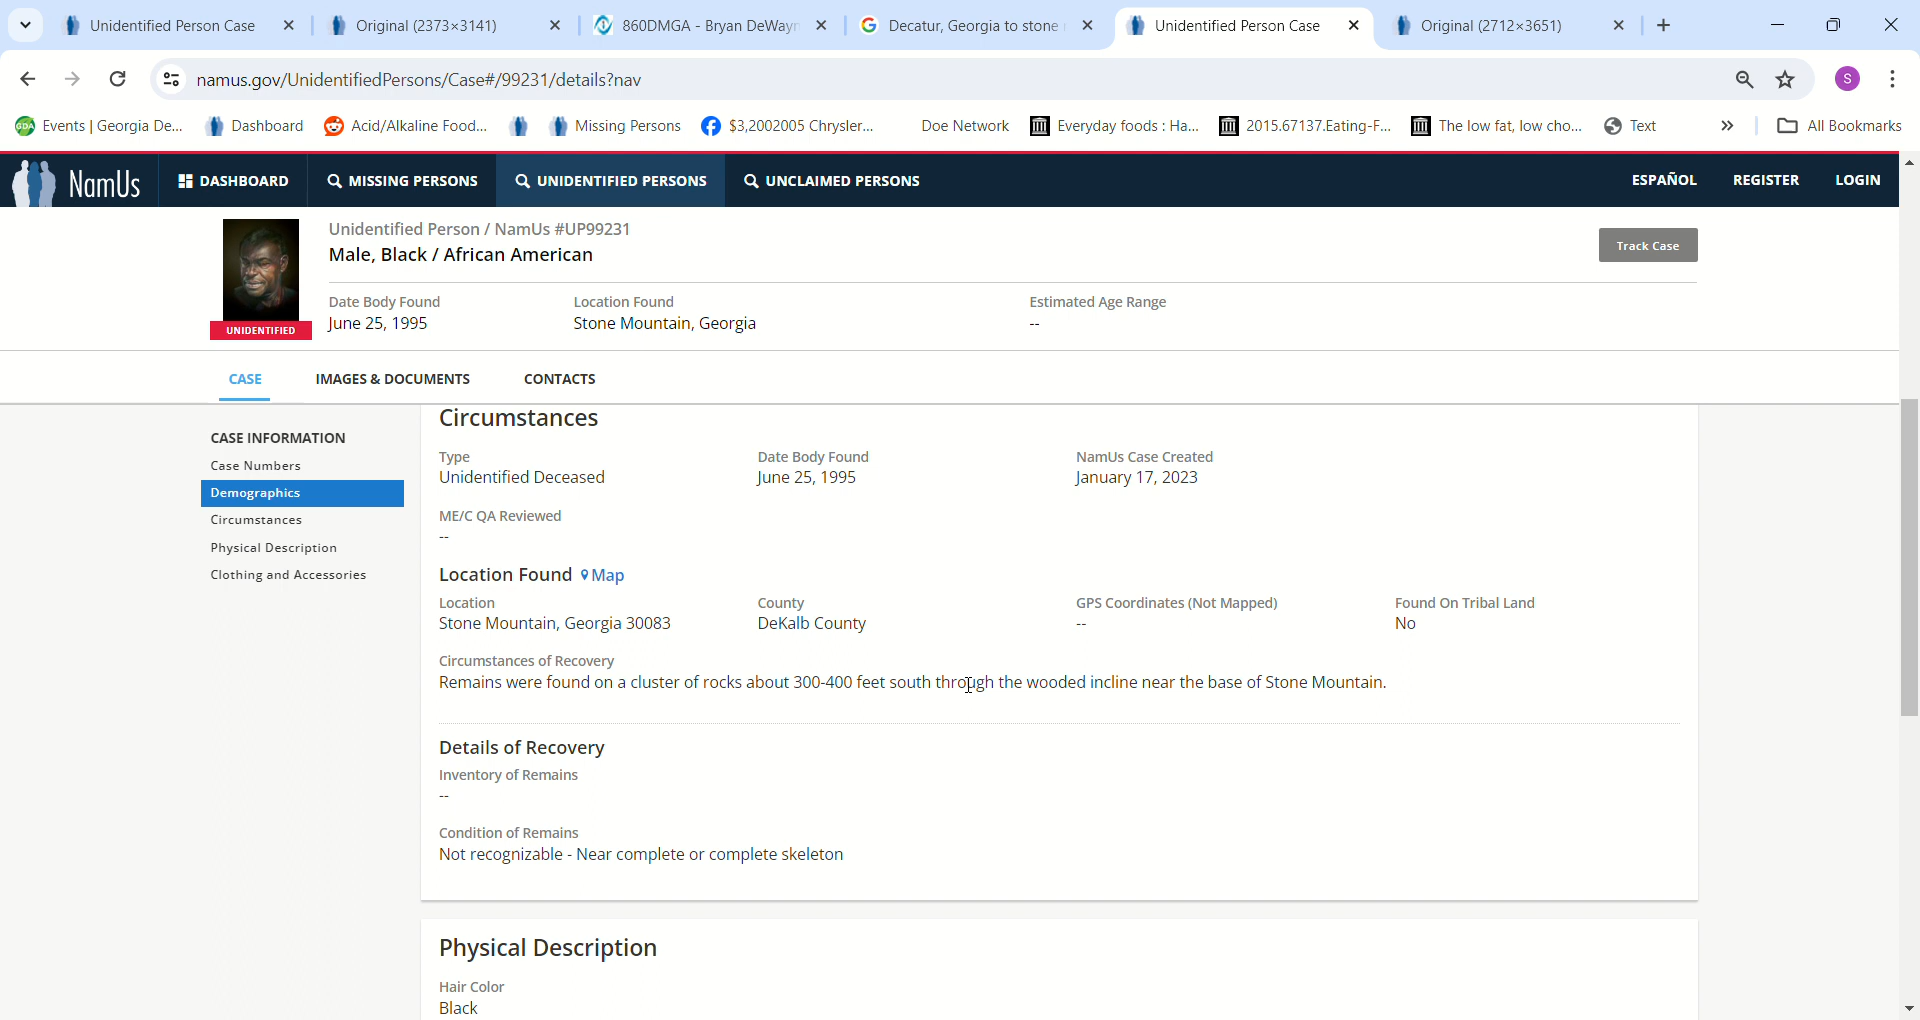 Unidentified Person Case
Original (2373×3141)
860DMGA - Bryan DeWayn
Decatur, Georgia to stone
Unidentified Person Case
Original (2712×3651)
namus.gov/UnidentifiedPersons/Case#/99231/details?nav
S
Events | Georgia De...
Dashboard
Acid/Alkaline Food...
Missing Persons
$3,2002005 Chrysler...
Doe Network
Everyday foods : Ha...
2015.67137.Eating-F...
The low fat, low cho...
Text
All Bookmarks
NamUs
DASHBOARD
MISSING PERSONS
UNIDENTIFIED PERSONS
UNCLAIMED PERSONS
ESPAÑOL
REGISTER
LOGIN
Unidentified Person / NamUs #UP99231
Male, Black / African American
Track Case
Date Body Found
June 25, 1995
Location Found
Stone Mountain, Georgia
Estimated Age Range
--
UNIDENTIFIED
CASE
IMAGES & DOCUMENTS
CONTACTS
CASE INFORMATION
Case Numbers
Demographics
Circumstances
Physical Description
Clothing and Accessories
Circumstances
Type
Unidentified Deceased
Date Body Found
June 25, 1995
NamUs Case Created
January 17, 2023
ME/C QA Reviewed
--
Location Found Map
Location
Stone Mountain, Georgia 30083
County
DeKalb County
GPS Coordinates (Not Mapped)
--
Found On Tribal Land
No
Circumstances of Recovery
Remains were found on a cluster of rocks about 300-400 feet south through the wooded incline near the base of Stone Mountain.
Details of Recovery
Inventory of Remains
--
Condition of Remains
Not recognizable - Near complete or complete skeleton
Physical Description
Hair Color
Black